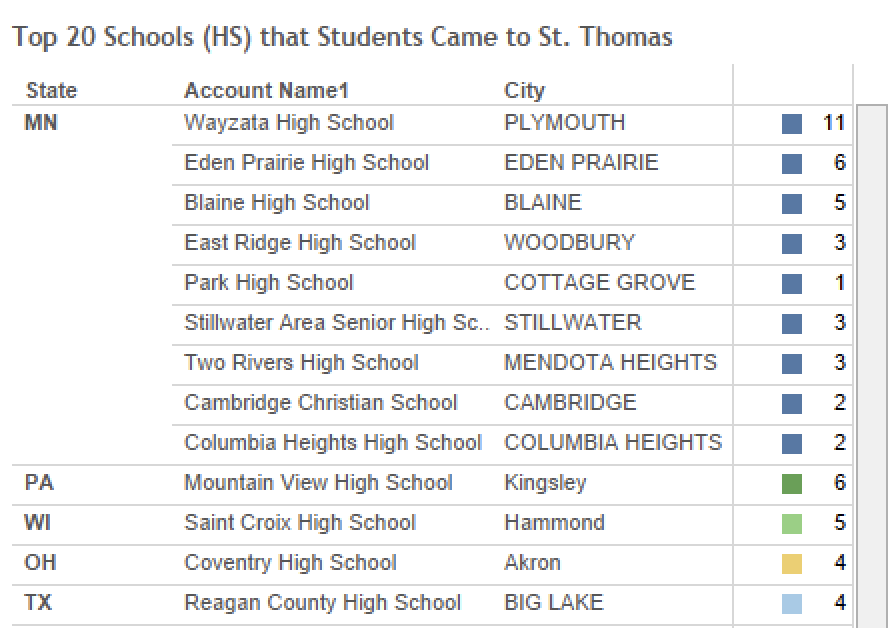 Top 20 Schools (HS) that Students Came to St. Thomas
State Account Name1 City
MN Wayzata High School PLYMOUTH 11
Eden Prairie High School EDEN PRAIRIE 6
Blaine High School BLAINE 5
East Ridge High School WOODBURY 3
Park High School COTTAGE GROVE 1
Stillwater Area Senior High Sc.. STILLWATER 3
Two Rivers High School MENDOTA HEIGHTS 3
Cambridge Christian School CAMBRIDGE 2
Columbia Heights High School COLUMBIA HEIGHTS 2
PA Mountain View High School Kingsley 6
WI Saint Croix High School Hammond 5
OH Coventry High School Akron 4
TX Reagan County High School BIG LAKE 4